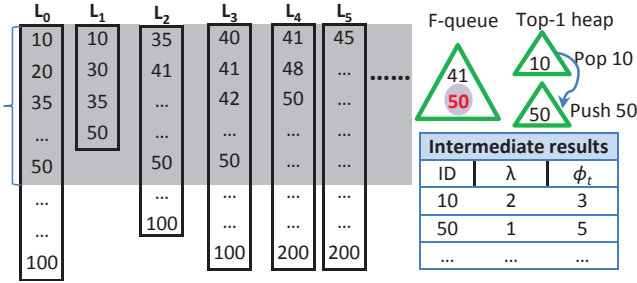 L0 L1 L2 L3 L4 L5
10 10 35 40 41 45
20 30 41 41 48 ...
35 35 ... 42 50 ...
... 50 ... ... ... ...
50 50 50 ... ...
... ... ... ... ...
... 100 ... ... ...
100 100 200 200
......
F-queue
41
50
Top-1 heap
10 Pop 10
50 Push 50
Intermediate results
ID λ ϕt
10 2 3
50 1 5
... ... ...